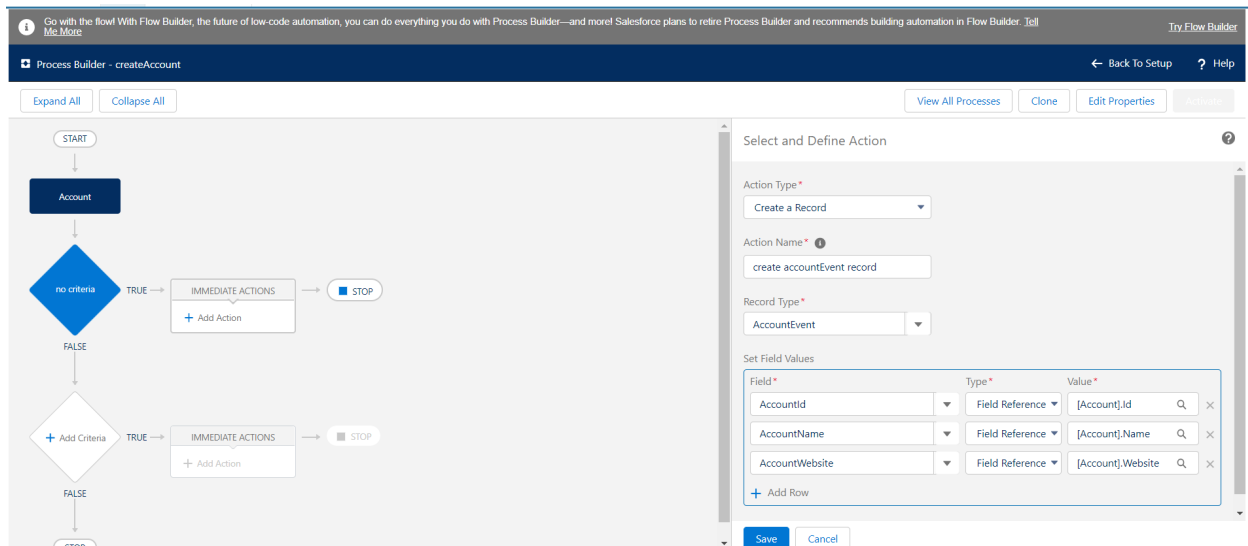 Go with the flow! With Flow Builder, the future of low-code automation, you can do everything you do with Process Builder—and more! Salesforce plans to retire Process Builder and recommends building automation in Flow Builder. Tell
Me More
Try Flow Builder
Process Builder - createAccount
Back To Setup
? Help
Expand All
Collapse All
View All Processes
Clone
Edit Properties
Activate
START
Account
no criteria
TRUE
IMMEDIATE ACTIONS
STOP
+ Add Action
FALSE
+ Add Criteria
TRUE
IMMEDIATE ACTIONS
STOP
+ Add Action
FALSE
STOP
Select and Define Action
Action Type*
Create a Record
Action Name*
create accountEvent record
Record Type*
AccountEvent
Set Field Values
Field* Type* Value*
AccountId Field Reference [Account].Id
AccountName Field Reference [Account].Name
AccountWebsite Field Reference [Account].Website
+ Add Row
Save
Cancel